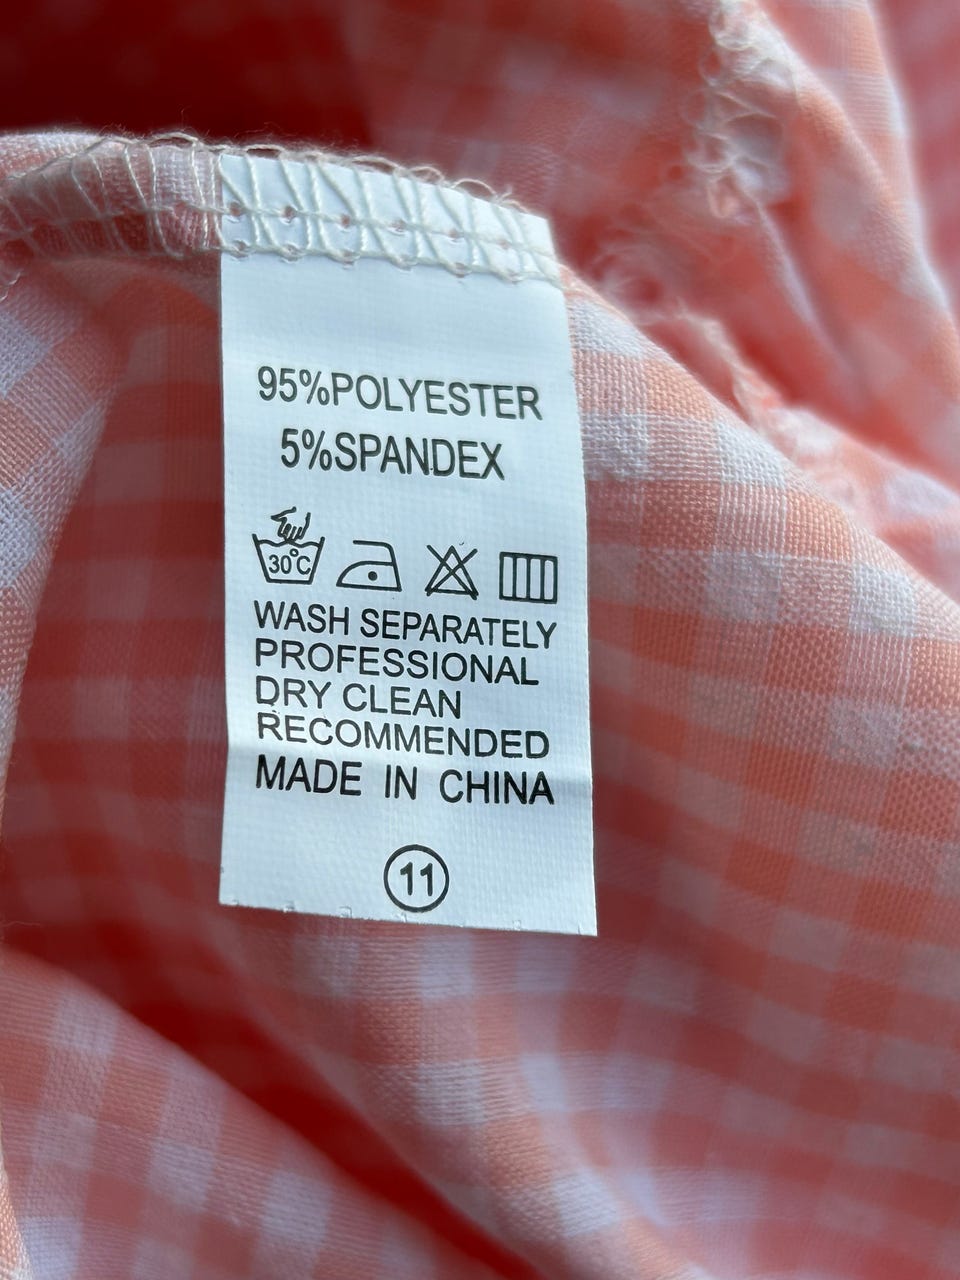 95%POLYESTER
5%SPANDEX
30°C
WASH SEPARATELY
PROFESSIONAL
DRY CLEAN
RECOMMENDED
MADE IN CHINA
11